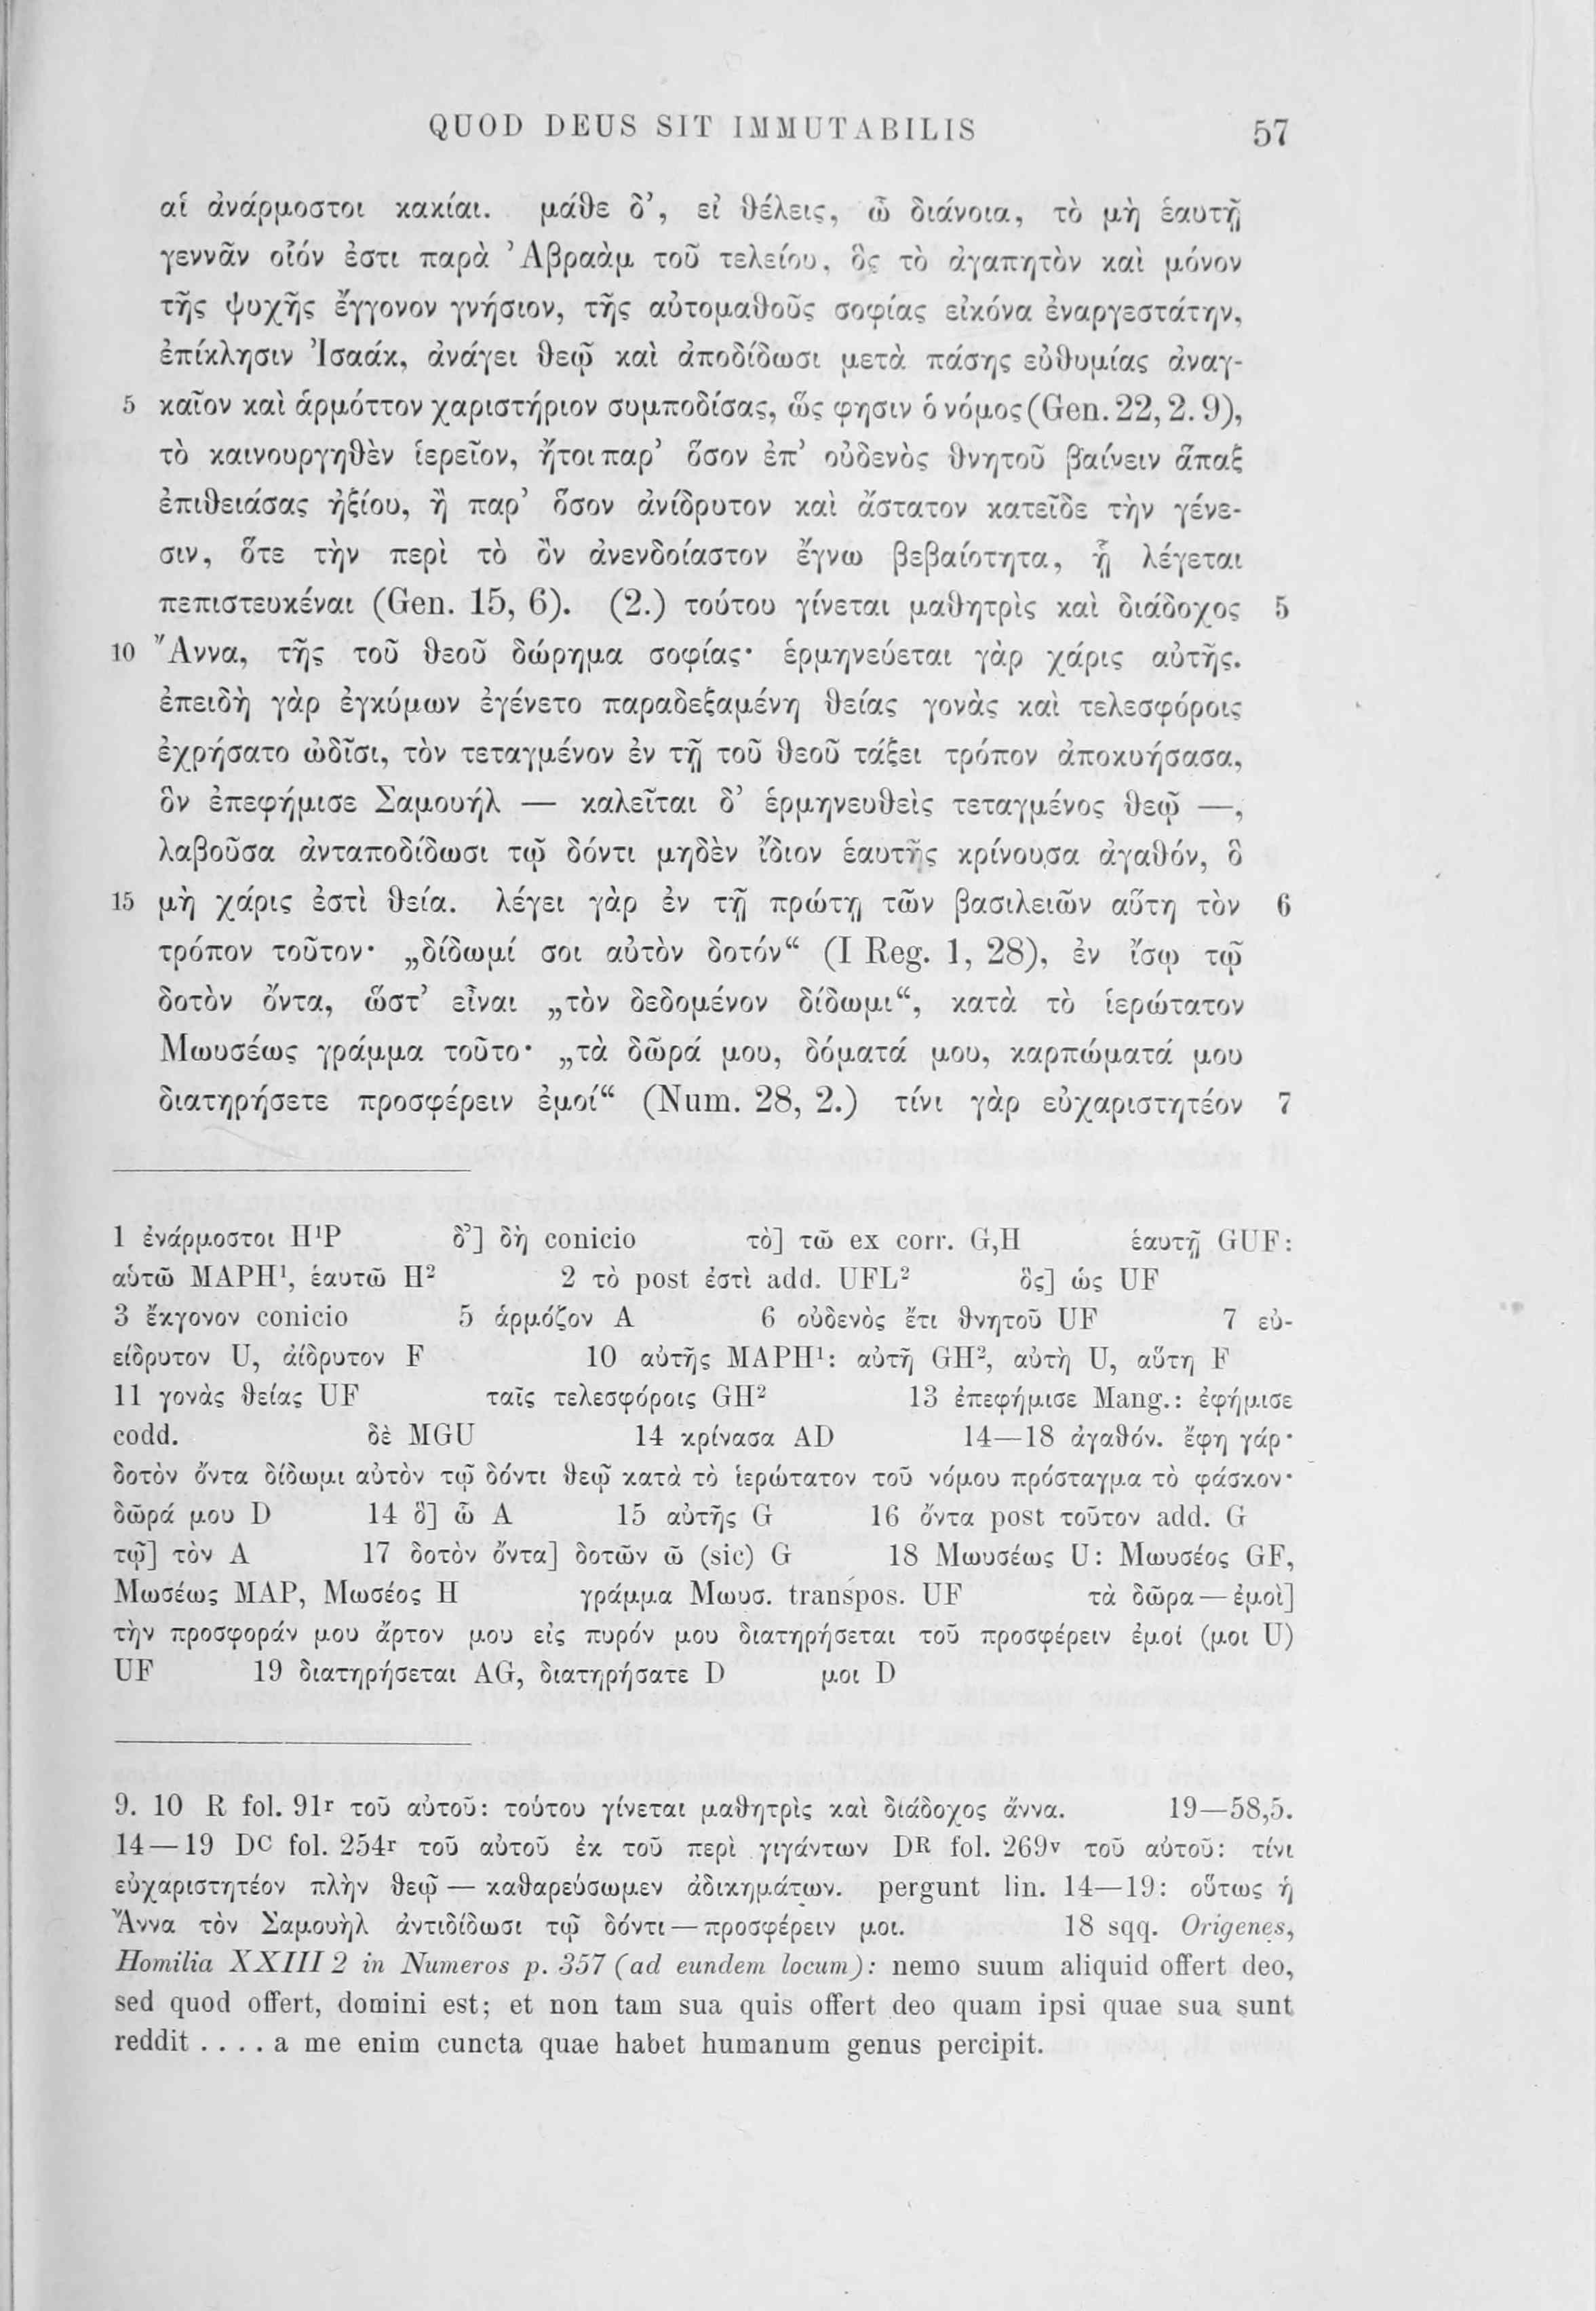 QUOD DEUS SIT IMMUTABILIS 57
αἱ ἀνάρμοστοι κακίαι. μάθε δ’, εἰ θέλεις, ὦ διάνοια, τὸ μὴ ἑαυτῇ
γεννᾶν οἷόν ἐστι παρὰ Ἀβραὰμ τοῦ τελείου, ὃς τὸ ἀγαπητὸν καὶ μόνον
τῆς ψυχῆς ἔγγονον γνήσιον, τῆς αὐτομαθοῦς σοφίας εἰκόνα ἐναργεστάτην,
ἐπίκλησιν Ἰσαάκ, ἀνάγει θεῷ καὶ ἀποδίδωσι μετὰ πάσης εὐθυμίας ἀναγ-
5 καῖον καὶ ἁρμόττον χαριστήριον συμποδίσας, ὥς φησιν ὁ νόμος (Gen. 22, 2. 9),
τὸ καινουργηθὲν ἱερεῖον, ἤτοι παρ’ ὅσον ἐπ’ οὐδενὸς θνητοῦ βαίνειν ἅπαξ
ἐπιθειάσας ἠξίου, ἢ παρ’ ὅσον ἀνίδρυτον καὶ ἄστατον κατεῖδε τὴν γένε-
σιν, ὅτε τὴν περὶ τὸ ὂν ἀνενδοίαστον ἔγνω βεβαίοτητα, ᾗ λέγεται
πεπιστευκέναι (Gen. 15, 6). (2.) τούτου γίνεται μαθητρὶς καὶ διάδοχος 5
10 Ἄννα, τῆς τοῦ θεοῦ δώρημα σοφίας· ἑρμηνεύεται γὰρ χάρις αὐτῆς.
ἐπειδὴ γὰρ ἐγκύμων ἐγένετο παραδεξαμένη θείας γονὰς καὶ τελεσφόροις
ἐχρήσατο ὠδῖσι, τὸν τεταγμένον ἐν τῇ τοῦ θεοῦ τάξει τρόπον ἀποκυήσασα,
ὃν ἐπεφήμισε Σαμουήλ — καλεῖται δ’ ἑρμηνευθεὶς τεταγμένος θεῷ —,
λαβοῦσα ἀνταποδίδωσι τῷ δόντι μηδὲν ἴδιον ἑαυτῆς κρίνουσα ἀγαθόν, ὃ
15 μὴ χάρις ἐστὶ θεία. λέγει γὰρ ἐν τῇ πρώτῃ τῶν βασιλειῶν αὕτη τὸν 6
τρόπον τοῦτον· „δίδωμί σοι αὐτὸν δοτόν“ (I Reg. 1, 28), ἐν ἴσῳ τῷ
δοτὸν ὄντα, ὥστ’ εἶναι „τὸν δεδομένον δίδωμι“, κατὰ τὸ ἱερώτατον
Μωυσέως γράμμα τοῦτο· „τὰ δῶρά μου, δόματά μου, καρπώματά μου
διατηρήσετε προσφέρειν ἐμοί“ (Num. 28, 2.) τίνι γὰρ εὐχαριστητέον 7
1 ἐνάρμοστοι H¹P δ’] δὴ conicio τὸ] τῶ ex corr. G,H ἑαυτῇ GUF:
αὑτῶ MAPH¹, ἑαυτῶ H² 2 τὸ post ἐστὶ add. UFL² ὃς] ὡς UF
3 ἔκγονον conicio 5 ἁρμόζον A 6 οὐδενὸς ἔτι θνητοῦ UF 7 εὐ-
είδρυτον U, ἀίδρυτον F 10 αὐτῆς MAPH¹: αὐτῇ GH², αὐτὴ U, αὕτη F
11 γονὰς θείας UF ταῖς τελεσφόροις GH² 13 ἐπεφήμισε Mang.: ἐφήμισε
codd. δὲ MGU 14 κρίνασα AD 14—18 ἀγαθόν. ἔφη γάρ·
δοτὸν ὄντα δίδωμι αὐτὸν τῷ δόντι θεῷ κατὰ τὸ ἱερώτατον τοῦ νόμου πρόσταγμα τὸ φάσκον·
δῶρά μου D 14 ὃ] ὦ A 15 αὐτῆς G 16 ὄντα post τοῦτον add. G
τῷ] τὸν A 17 δοτὸν ὄντα] δοτῶν ὦ (sic) G 18 Μωυσέως U: Μωυσέος GF,
Μωσέως MAP, Μωσέος H γράμμα Μωυσ. transpos. UF τὰ δῶρα — ἐμοὶ]
τὴν προσφοράν μου ἄρτον μου εἰς πυρόν μου διατηρήσεται τοῦ προσφέρειν ἐμοί (μοι U)
UF 19 διατηρήσεται AG, διατηρήσατε D μοι D
9. 10 R fol. 91r τοῦ αὐτοῦ: τούτου γίνεται μαθητρὶς καὶ διάδοχος ἄννα. 19—58,5.
14—19 Dᶜ fol. 254r τοῦ αὐτοῦ ἐκ τοῦ περὶ γιγάντων Dᴿ fol. 269v τοῦ αὐτοῦ: τίνι
εὐχαριστητέον πλὴν θεῷ — καθαρεύσωμεν ἀδικημάτων. pergunt lin. 14—19: οὕτως ἡ
Ἄννα τὸν Σαμουὴλ ἀντιδίδωσι τῷ δόντι — προσφέρειν μοι. 18 sqq. Origenes,
Homilia XXIII 2 in Numeros p. 357 (ad eundem locum): nemo suum aliquid offert deo,
sed quod offert, domini est; et non tam sua quis offert deo quam ipsi quae sua sunt
reddit . . . . a me enim cuncta quae habet humanum genus percipit.